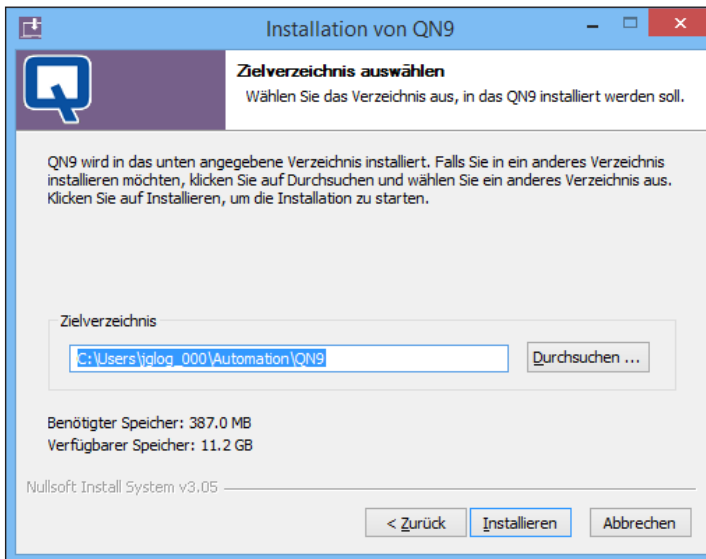 Installation von QN9
Zielverzeichnis auswählen
Wählen Sie das Verzeichnis aus, in das QN9 installiert werden soll.
QN9 wird in das unten angegebene Verzeichnis installiert. Falls Sie in ein anderes Verzeichnis
installieren möchten, klicken Sie auf Durchsuchen und wählen Sie ein anderes Verzeichnis aus.
Klicken Sie auf Installieren, um die Installation zu starten.
Zielverzeichnis
C:\Users\jglog_000\Automation\QN9
Durchsuchen ...
Benötigter Speicher: 387.0 MB
Verfügbarer Speicher: 11.2 GB
Nullsoft Install System v3.05
< Zurück
Installieren
Abbrechen